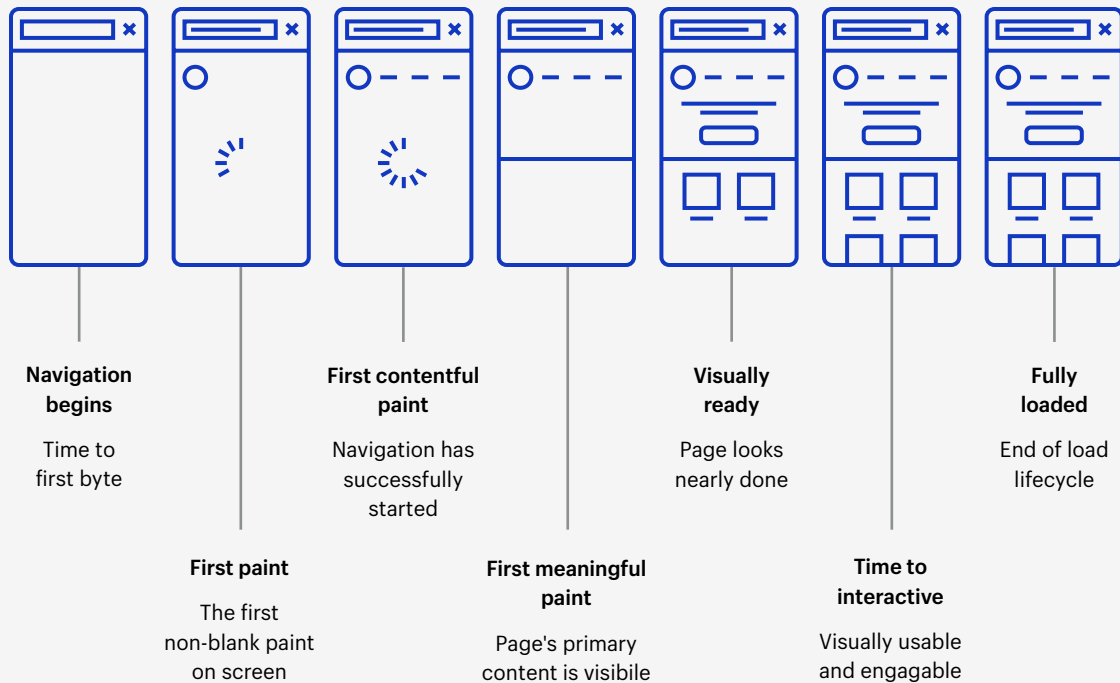 Navigation
begins
Time to
first byte
First paint
The first
non-blank paint
on screen
First contentful
paint
Navigation has
successfully
started
First meaningful
paint
Page's primary
content is visibile
Visually
ready
Page looks
nearly done
Time to
interactive
Visually usable
and engagable
Fully
loaded
End of load
lifecycle